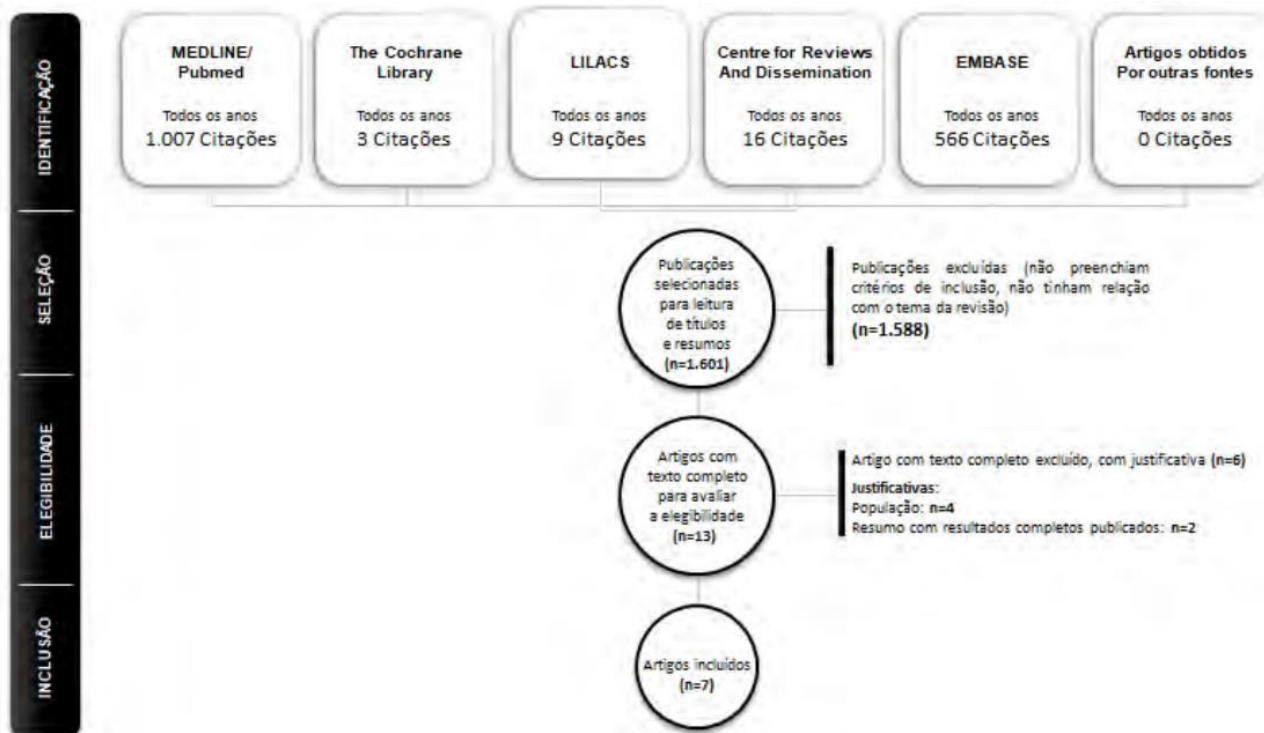 IDENTIFICAÇÃO
MEDLINE/
Pubmed
Todos os anos
1.007 Citações
The Cochrane
Library
Todos os anos
3 Citações
LILACS
Todos os anos
9 Citações
Centre for Reviews
And Dissemination
Todos os anos
16 Citações
EMBASE
Todos os anos
566 Citações
Artigos obtidos
Por outras fontes
Todos os anos
0 Citações
SELEÇÃO
Publicações
selecionadas
para leitura
de títulos
e resumos
(n=1.601)
Publicações excluídas (não preenchiam
critérios de inclusão, não tinham relação
com o tema da revisão)
(n=1.588)
ELEGIBILIDADE
Artigos com
texto completo
para avaliar
a elegibilidade
(n=13)
Artigo com texto completo excluído, com justificativa (n=6)
Justificativas:
População: n=4
Resumo com resultados completos publicados: n=2
INCLUSÃO
Artigos incluídos
(n=7)